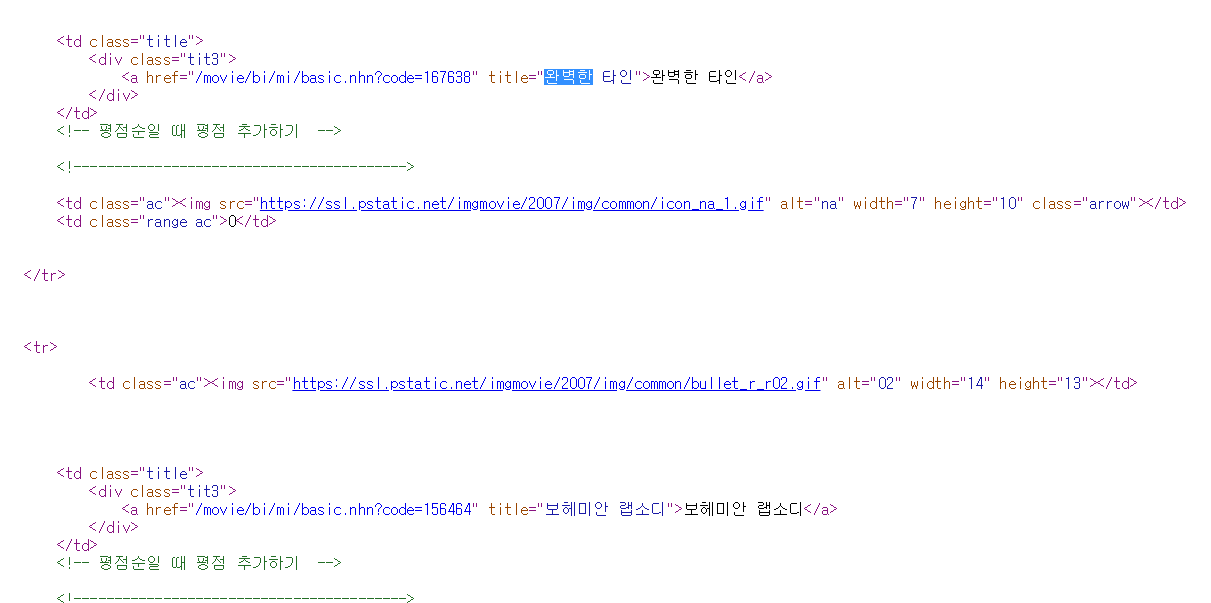 <td class="title">
<div class="tit3">
<a href="/movie/bi/mi/basic.nhn?code=167638" title="완벽한 타인">완벽한 타인</a>
</div>
</td>
<!-- 평점순일 때 평점 추가하기  -->
<!----------------------------------------->
<td class="ac"><img src="https://ssl.pstatic.net/imgmovie/2007/img/common/icon_na_1.gif" alt="na" width="7" height="10" class="arrow"></td>
<td class="range ac">0</td>
</tr>
<tr>
<td class="ac"><img src="https://ssl.pstatic.net/imgmovie/2007/img/common/bullet_r_r02.gif" alt="02" width="14" height="13"></td>
<td class="title">
<div class="tit3">
<a href="/movie/bi/mi/basic.nhn?code=156464" title="보헤미안 랩소디">보헤미안 랩소디</a>
</div>
</td>
<!-- 평점순일 때 평점 추가하기  -->
<!----------------------------------------->